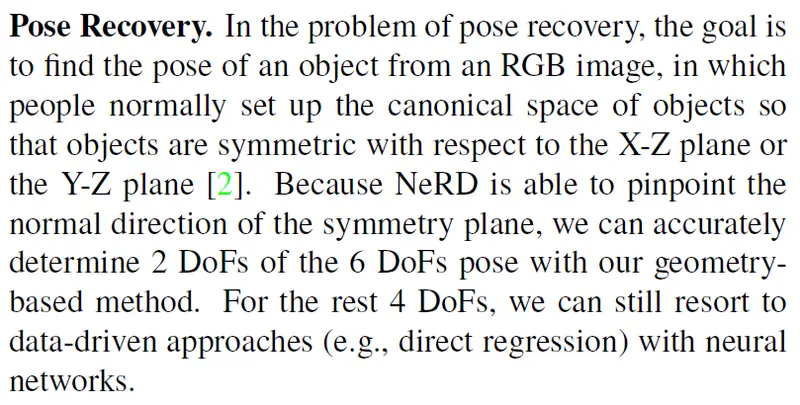 Pose Recovery. In the problem of pose recovery, the goal is
to find the pose of an object from an RGB image, in which
people normally set up the canonical space of objects so
that objects are symmetric with respect to the X-Z plane or
the Y-Z plane [2]. Because NeRD is able to pinpoint the
normal direction of the symmetry plane, we can accurately
determine 2 DoFs of the 6 DoFs pose with our geometry-
based method. For the rest 4 DoFs, we can still resort to
data-driven approaches (e.g., direct regression) with neural
networks.